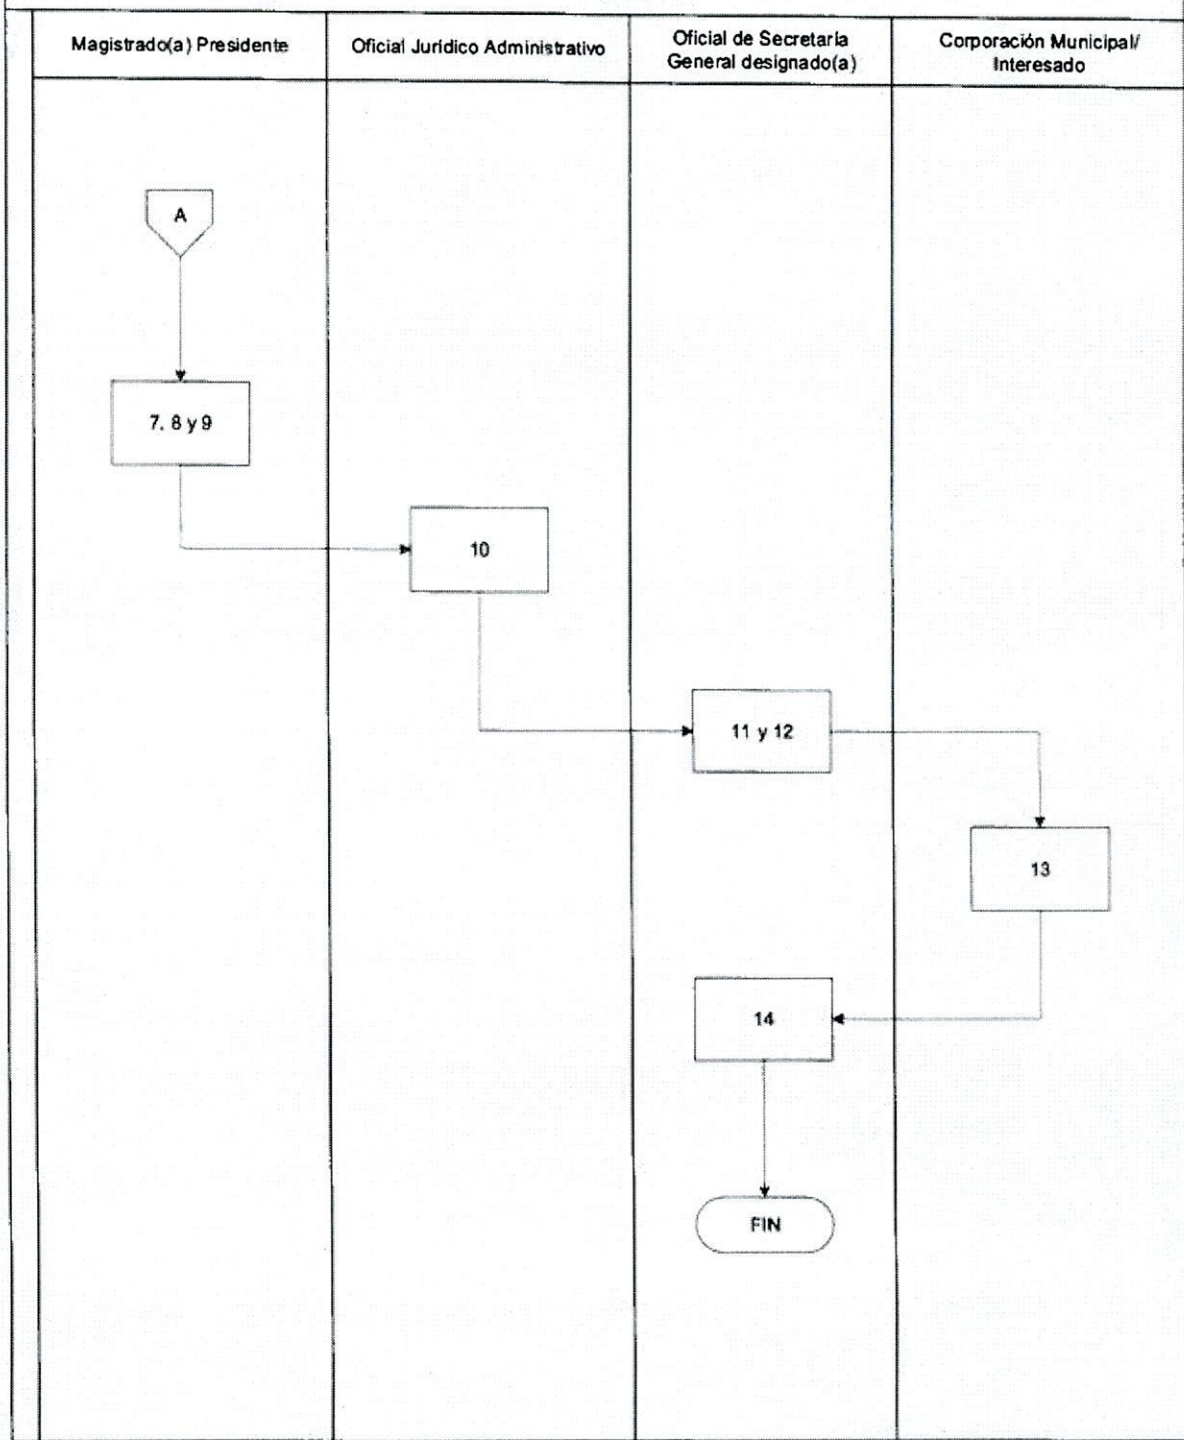 Magistrado(a) Presidente
Oficial Jurídico Administrativo
Oficial de Secretaría
General designado(a)
Corporación Municipal/
Interesado
A
7, 8 y 9
10
11 y 12
13
14
FIN